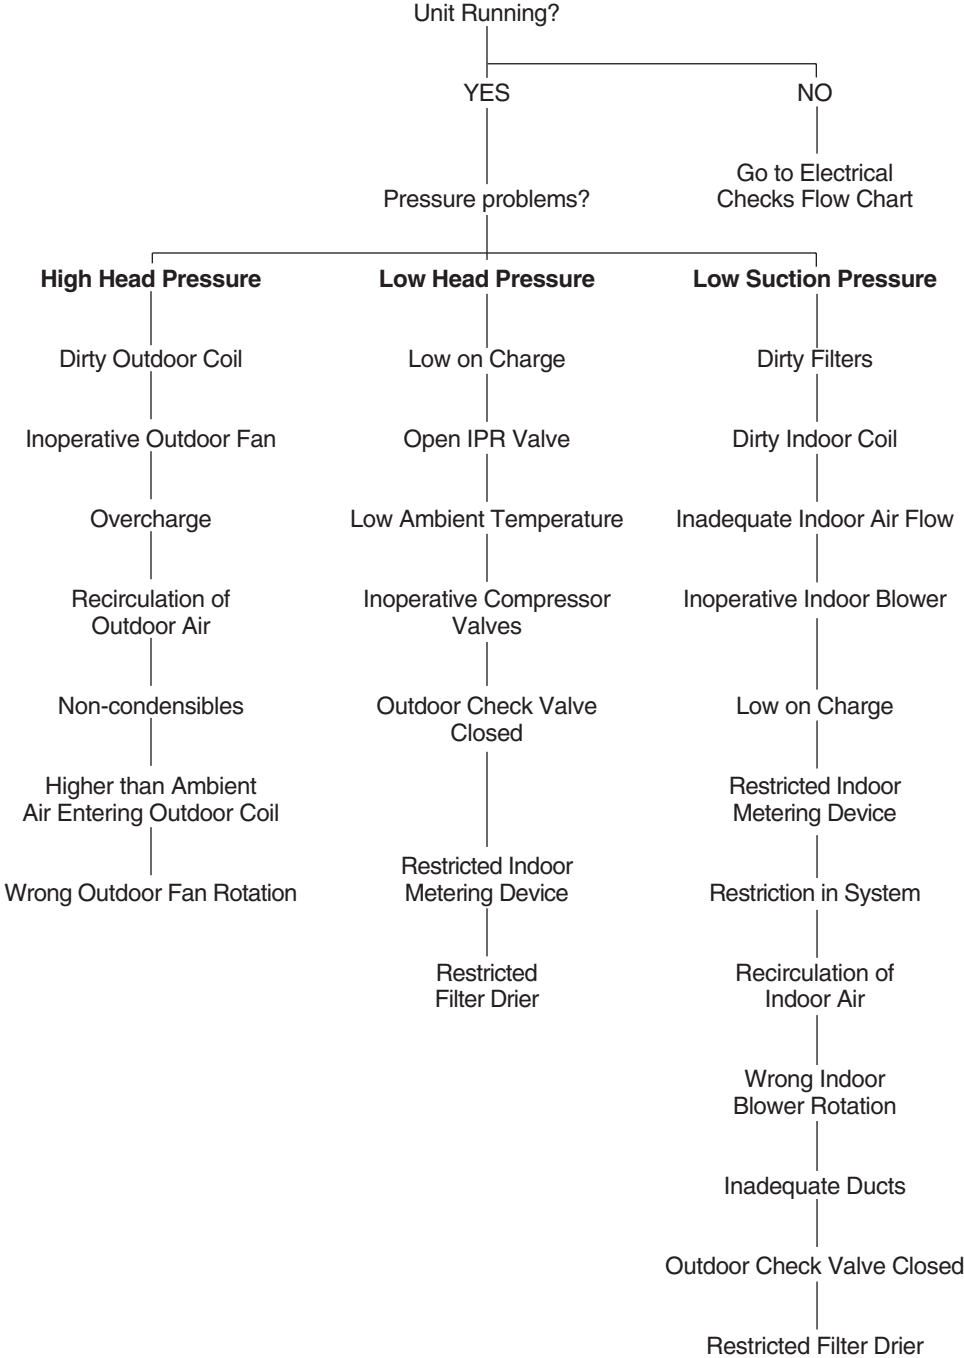 Unit Running?
YES
NO
Go to Electrical
Checks Flow Chart
Pressure problems?
High Head Pressure
Dirty Outdoor Coil
Inoperative Outdoor Fan
Overcharge
Recirculation of
Outdoor Air
Non-condensibles
Higher than Ambient
Air Entering Outdoor Coil
Wrong Outdoor Fan Rotation
Low Head Pressure
Low on Charge
Open IPR Valve
Low Ambient Temperature
Inoperative Compressor
Valves
Outdoor Check Valve
Closed
Restricted Indoor
Metering Device
Restricted
Filter Drier
Low Suction Pressure
Dirty Filters
Dirty Indoor Coil
Inadequate Indoor Air Flow
Inoperative Indoor Blower
Low on Charge
Restricted Indoor
Metering Device
Restriction in System
Recirculation of
Indoor Air
Wrong Indoor
Blower Rotation
Inadequate Ducts
Outdoor Check Valve Closed
Restricted Filter Drier